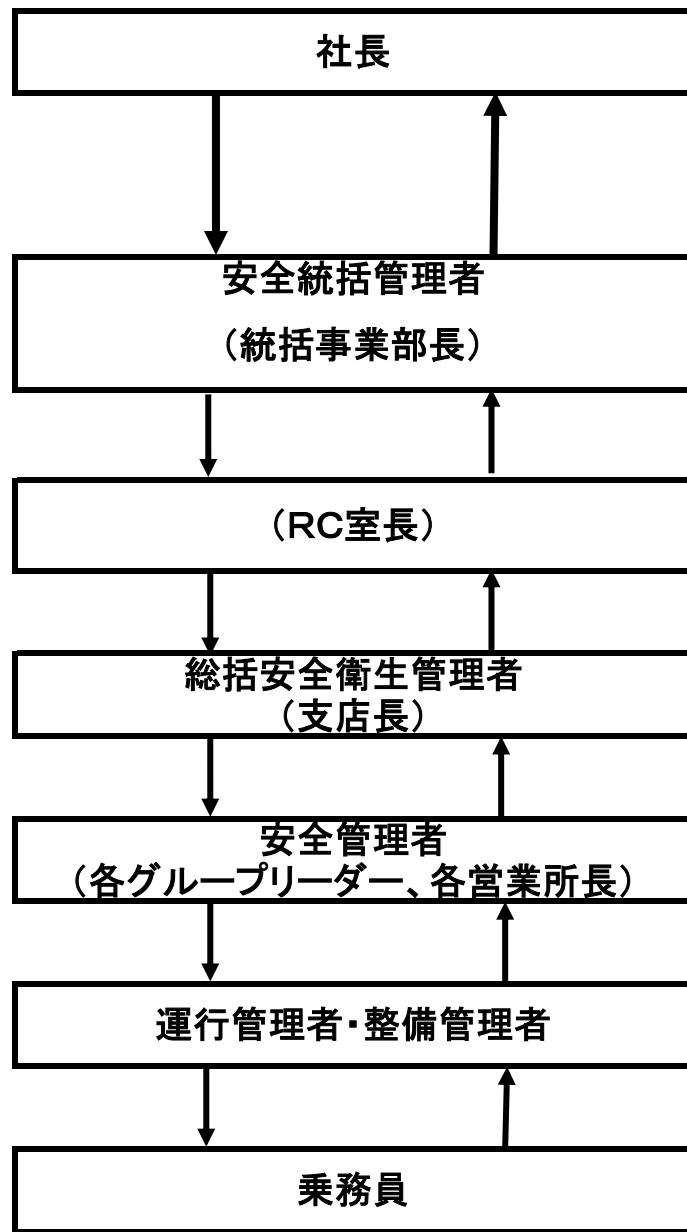 社長
安全統括管理者
（統括事業部長）
（RC室長）
総括安全衛生管理者
（支店長）
安全管理者
（各グループリーダー、各営業所長）
運行管理者・整備管理者
乗務員